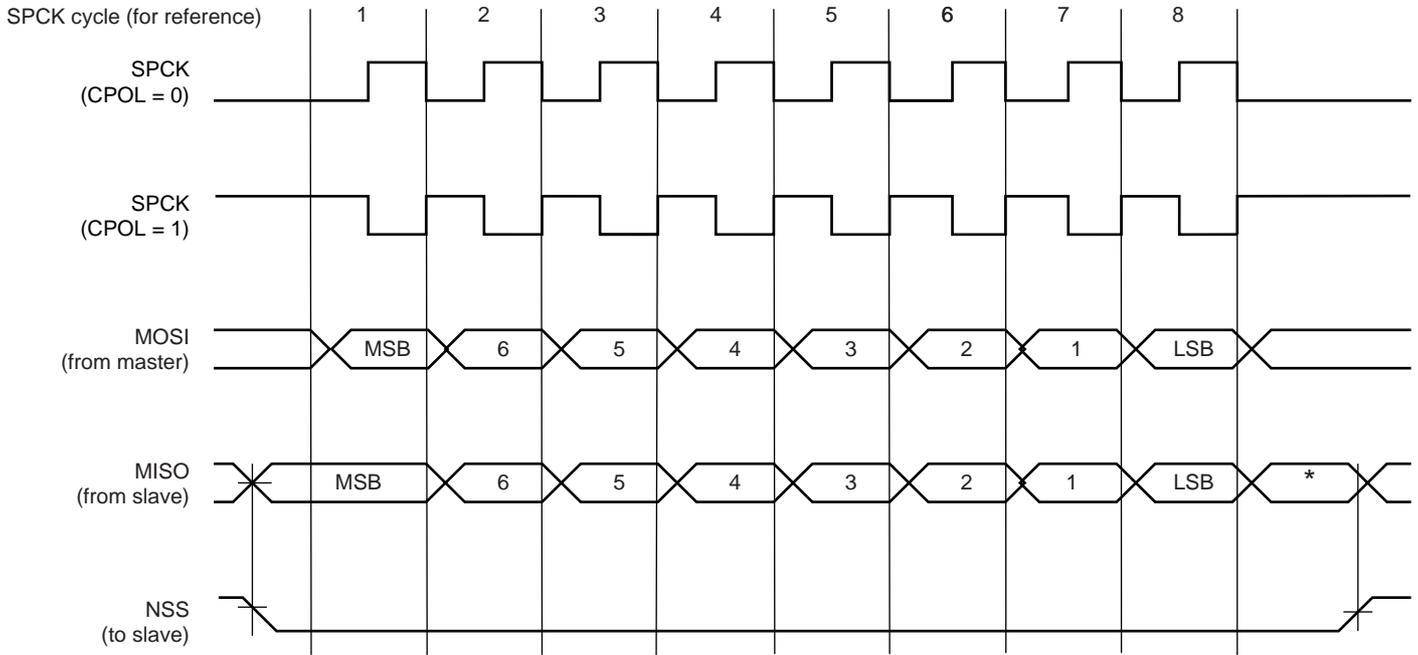 SPCK cycle (for reference) 1 2 3 4 5 6 7 8
SPCK
(CPOL = 0)
SPCK
(CPOL = 1)
MOSI
(from master)
MSB 6 5 4 3 2 1 LSB
MISO
(from slave)
MSB 6 5 4 3 2 1 LSB *
NSS
(to slave)